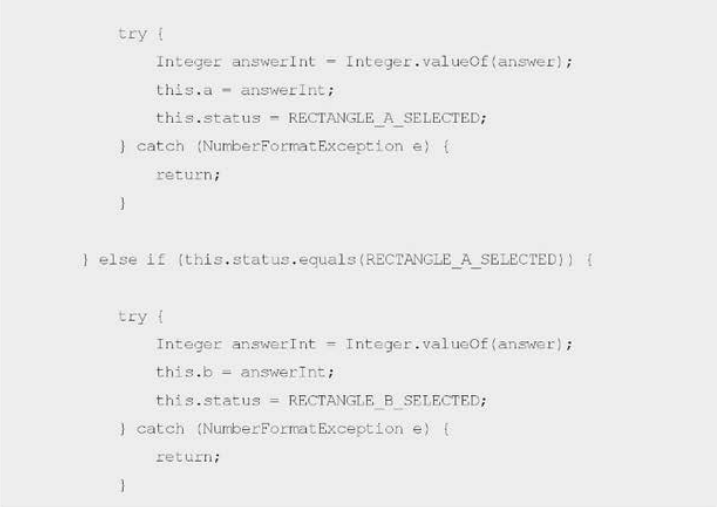 try {
Integer answerInt = Integer.valueOf(answer);
this.a = answerInt;
this.status = RECTANGLE_A_SELECTED;
} catch (NumberFormatException e) {
return;
}
} else if (this.status.equals(RECTANGLE_A_SELECTED)) {
try {
Integer answerInt = Integer.valueOf(answer);
this.b = answerInt;
this.status = RECTANGLE_B_SELECTED;
} catch (NumberFormatException e) {
return;
}